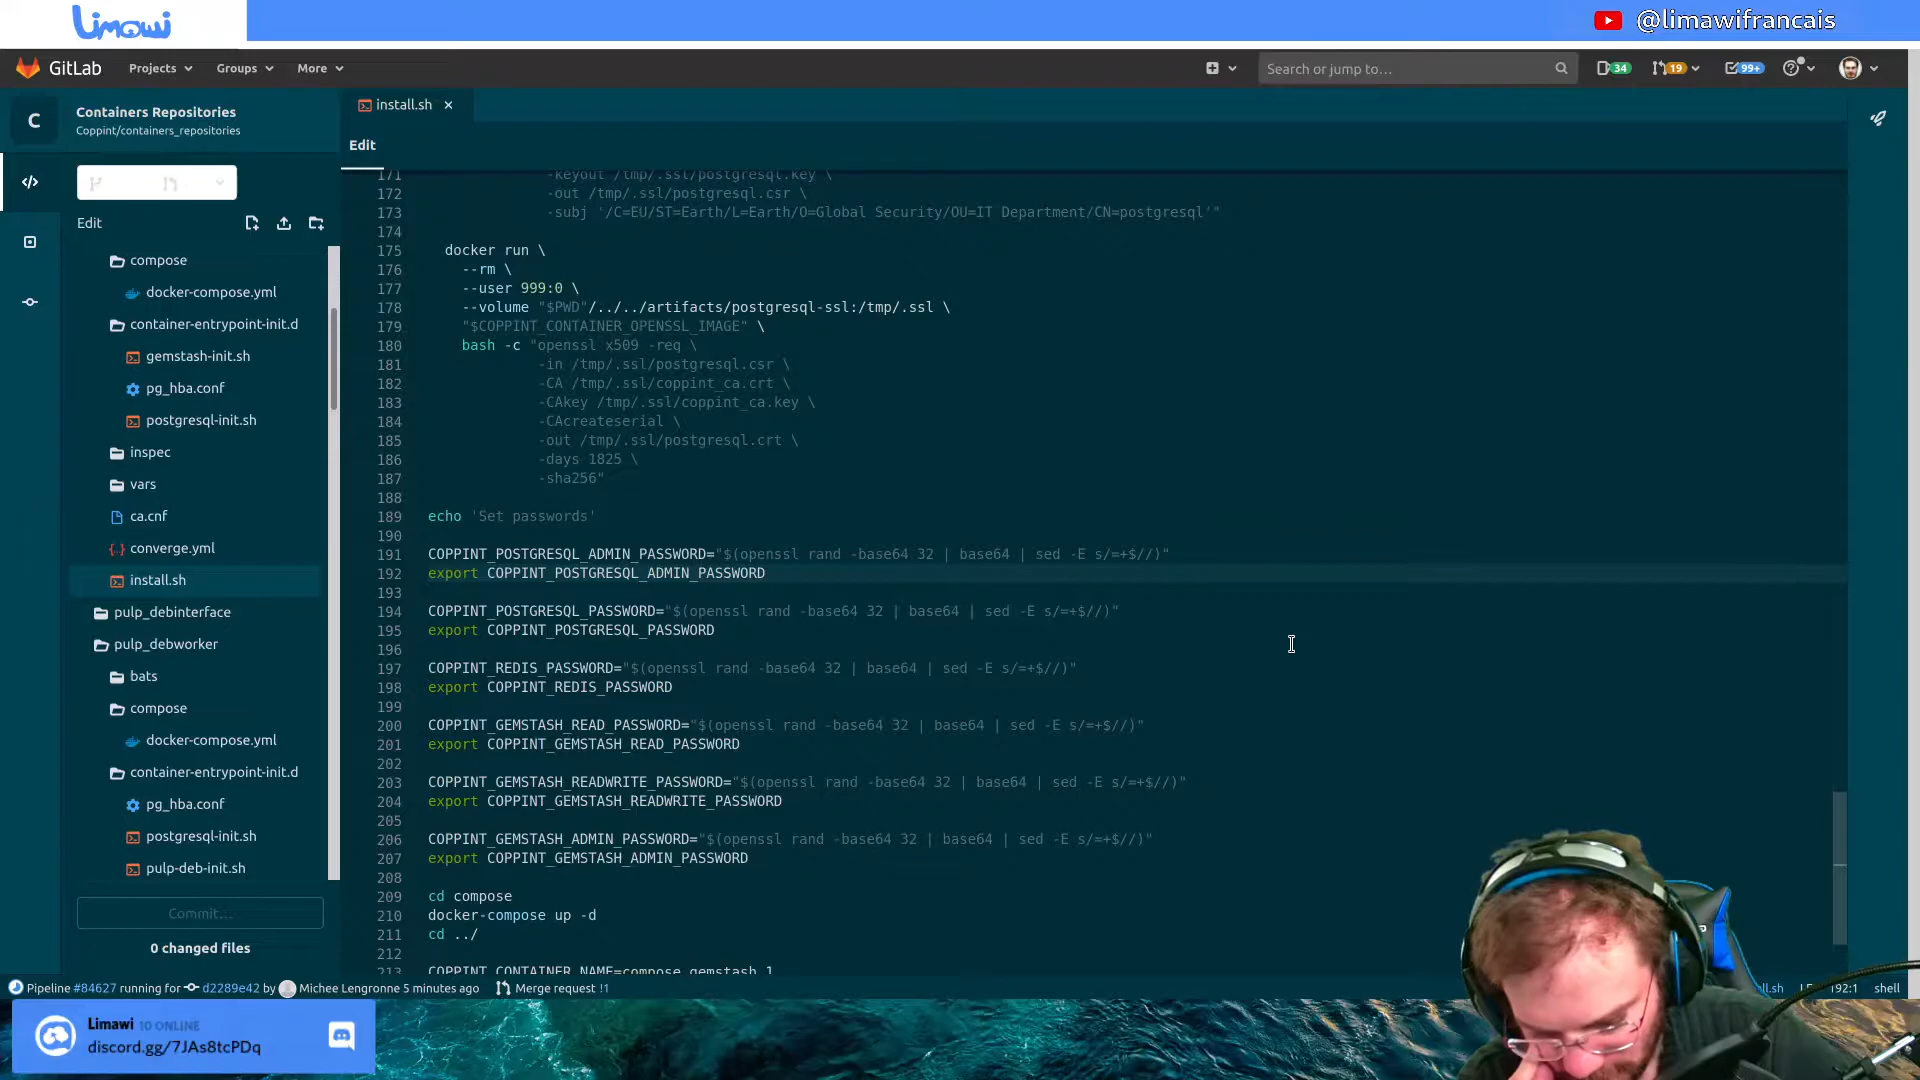 Limawi
@limawifrancais
GitLab Projects Groups More Search or jump to... 34 19 99+
C Containers Repositories
Coppint/containers_repositories
install.sh
Edit
Edit
compose
docker-compose.yml
container-entrypoint-init.d
gemstash-init.sh
pg_hba.conf
postgresql-init.sh
inspec
vars
ca.cnf
converge.yml
install.sh
pulp_debinterface
pulp_debworker
bats
compose
docker-compose.yml
container-entrypoint-init.d
pg_hba.conf
postgresql-init.sh
pulp-deb-init.sh
Commit...
0 changed files
171 -keyout /tmp/.ssl/postgresql.key \
172 -out /tmp/.ssl/postgresql.csr \
173 -subj '/C=EU/ST=Earth/L=Earth/O=Global Security/OU=IT Department/CN=postgresql'"
174
175 docker run \
176 --rm \
177 --user 999:0 \
178 --volume "$PWD"/../../artifacts/postgresql-ssl:/tmp/.ssl \
179 "$COPPINT_CONTAINER_OPENSSL_IMAGE" \
180 bash -c "openssl x509 -req \
181 -in /tmp/.ssl/postgresql.csr \
182 -CA /tmp/.ssl/coppint_ca.crt \
183 -CAkey /tmp/.ssl/coppint_ca.key \
184 -CAcreateserial \
185 -out /tmp/.ssl/postgresql.crt \
186 -days 1825 \
187 -sha256"
188
189 echo 'Set passwords'
190
191 COPPINT_POSTGRESQL_ADMIN_PASSWORD="$(openssl rand -base64 32 | base64 | sed -E s/=+$//)"
192 export COPPINT_POSTGRESQL_ADMIN_PASSWORD
193
194 COPPINT_POSTGRESQL_PASSWORD="$(openssl rand -base64 32 | base64 | sed -E s/=+$//)"
195 export COPPINT_POSTGRESQL_PASSWORD
196
197 COPPINT_REDIS_PASSWORD="$(openssl rand -base64 32 | base64 | sed -E s/=+$//)"
198 export COPPINT_REDIS_PASSWORD
199
200 COPPINT_GEMSTASH_READ_PASSWORD="$(openssl rand -base64 32 | base64 | sed -E s/=+$//)"
201 export COPPINT_GEMSTASH_READ_PASSWORD
202
203 COPPINT_GEMSTASH_READWRITE_PASSWORD="$(openssl rand -base64 32 | base64 | sed -E s/=+$//)"
204 export COPPINT_GEMSTASH_READWRITE_PASSWORD
205
206 COPPINT_GEMSTASH_ADMIN_PASSWORD="$(openssl rand -base64 32 | base64 | sed -E s/=+$//)"
207 export COPPINT_GEMSTASH_ADMIN_PASSWORD
208
209 cd compose
210 docker-compose up -d
211 cd ../
212
213 COPPINT_CONTAINER_NAME=compose_gemstash_1
Pipeline #84627 running for d2289e42 by Michee Lengronne 5 minutes ago Merge request !1 192:1 shell
Limawi 10 ONLINE
discord.gg/7JAs8tcPDq